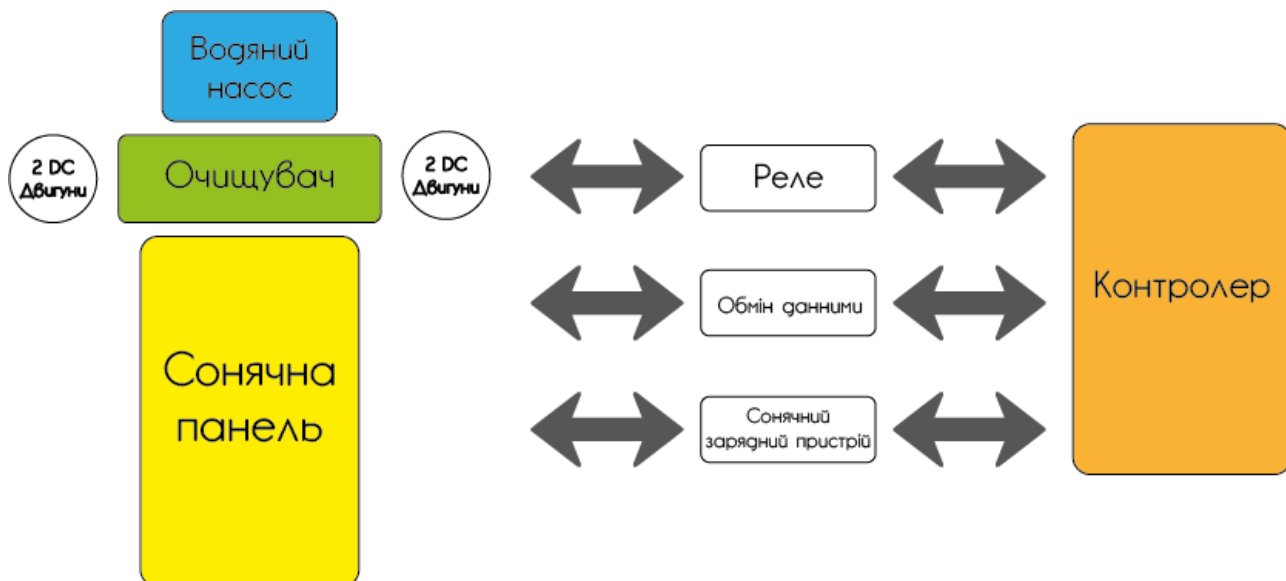 Водяний
насос
2 DC
Двигуни
Очищувач
2 DC
Двигуни
Реле
Обмін данними
Контролер
Сонячна
панель
Сонячний
зарядний пристрій